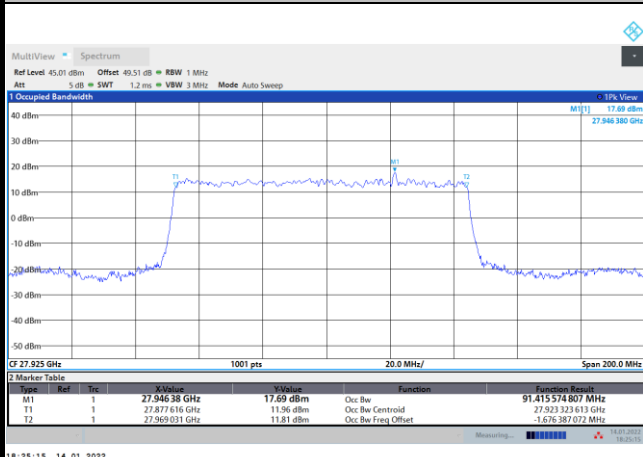 MultiView Spectrum
Ref Level 45.01 dBm Offset 49.51 dB RBW 1 MHz
Att 5 dB SWT 1.2 ms VBW 3 MHz Mode Auto Sweep
1 Occupied Bandwidth 1Pk View
M1[1] 17.69 dBm
27.946 380 GHz
40 dBm
30 dBm
20 dBm
M1
T1 T2
10 dBm
0 dBm
-10 dBm
-20 dBm
-30 dBm
-40 dBm
-50 dBm
CF 27.925 GHz 1001 pts 20.0 MHz/ Span 200.0 MHz
2 Marker Table
Type Ref Trc X-Value Y-Value Function Function Result
M1 1 27.946 38 GHz 17.69 dBm Occ Bw 91.415 574 807 MHz
T1 1 27.877 616 GHz 11.96 dBm Occ Bw Centroid 27.923 323 613 GHz
T2 1 27.969 031 GHz 11.81 dBm Occ Bw Freq Offset -1.676 387 072 MHz
Measuring... 14.01.2022
18:25:15
18:25:15 14.01.2022